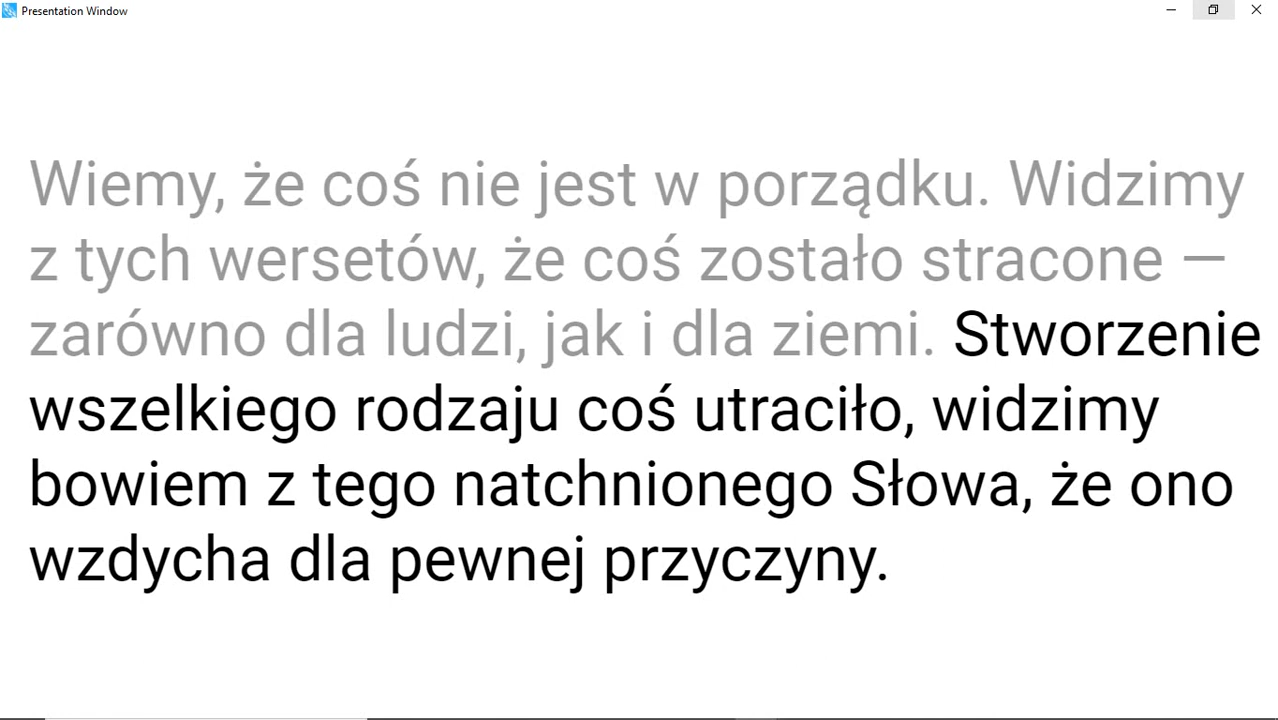 Presentation Window
Wiemy, że coś nie jest w porządku. Widzimy
z tych wersetów, że coś zostało stracone —
zarówno dla ludzi, jak i dla ziemi. Stworzenie
wszelkiego rodzaju coś utraciło, widzimy
bowiem z tego natchnionego Słowa, że ono
wzdycha dla pewnej przyczyny.